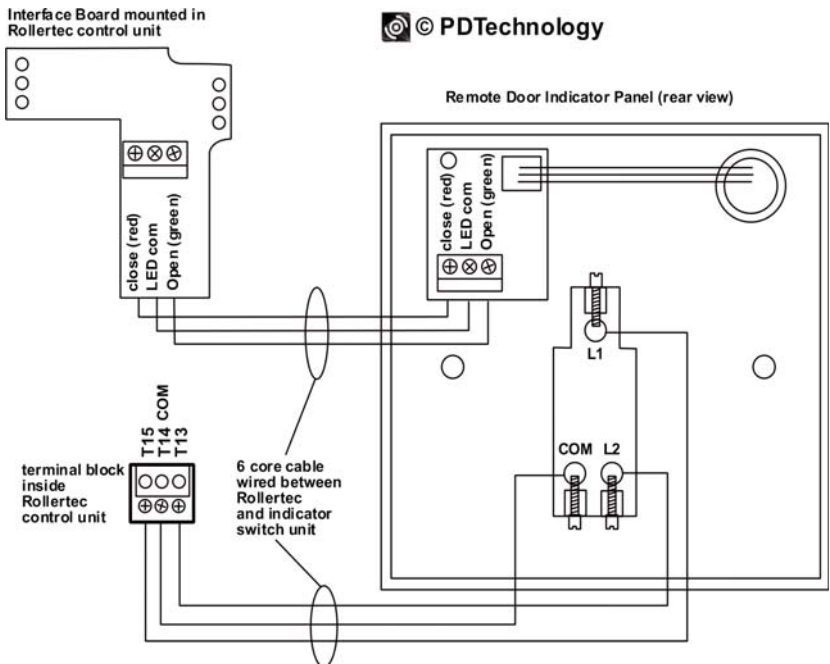 Interface Board mounted in
Rollertec control unit
© PDTechnology
Remote Door Indicator Panel (rear view)
close (red)
LED com
Open (green)
close (red)
LED com
Open (green)
L1
COM L2
T15
T14 COM
T13
terminal block
inside
Rollertec
control unit
6 core cable
wired between
Rollertec
and indicator
switch unit